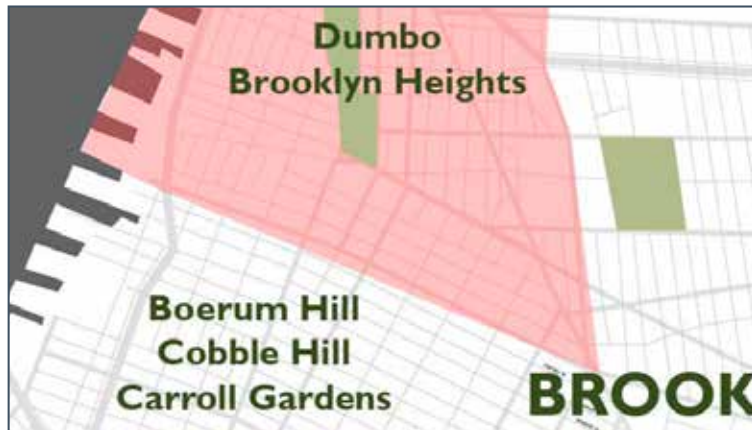 Dumbo
Brooklyn Heights
Boerum Hill
Cobble Hill
Carroll Gardens
BROOK